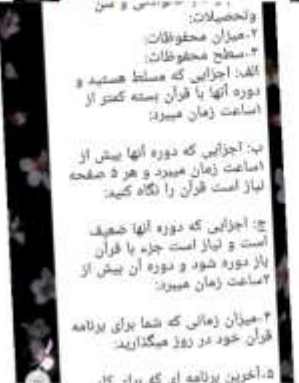 و سن
وتحصیلات:
۲-میزان محفوظات:
۳-سطح محفوظات:
الف: اجزایی که مسلط هستید و
دوره آنها با قرآن بسته کمتر از
۱ساعت زمان میبرد:
ب: اجزایی که دوره آنها بیش از
۱ساعت زمان میبرد و هر ۵ صفحه
نیاز است قرآن را نگاه کنید:
ج: اجزایی که دوره آنها ضعیف
است و نیاز است جزء با قرآن
باز دوره شود و دوره آن بیش از
۲ساعت زمان میبرد:
۴-میزان زمانی که شما برای برنامه
قرآن خود در روز میگذارید:
۵-آخرین برنامه ای که برای کار